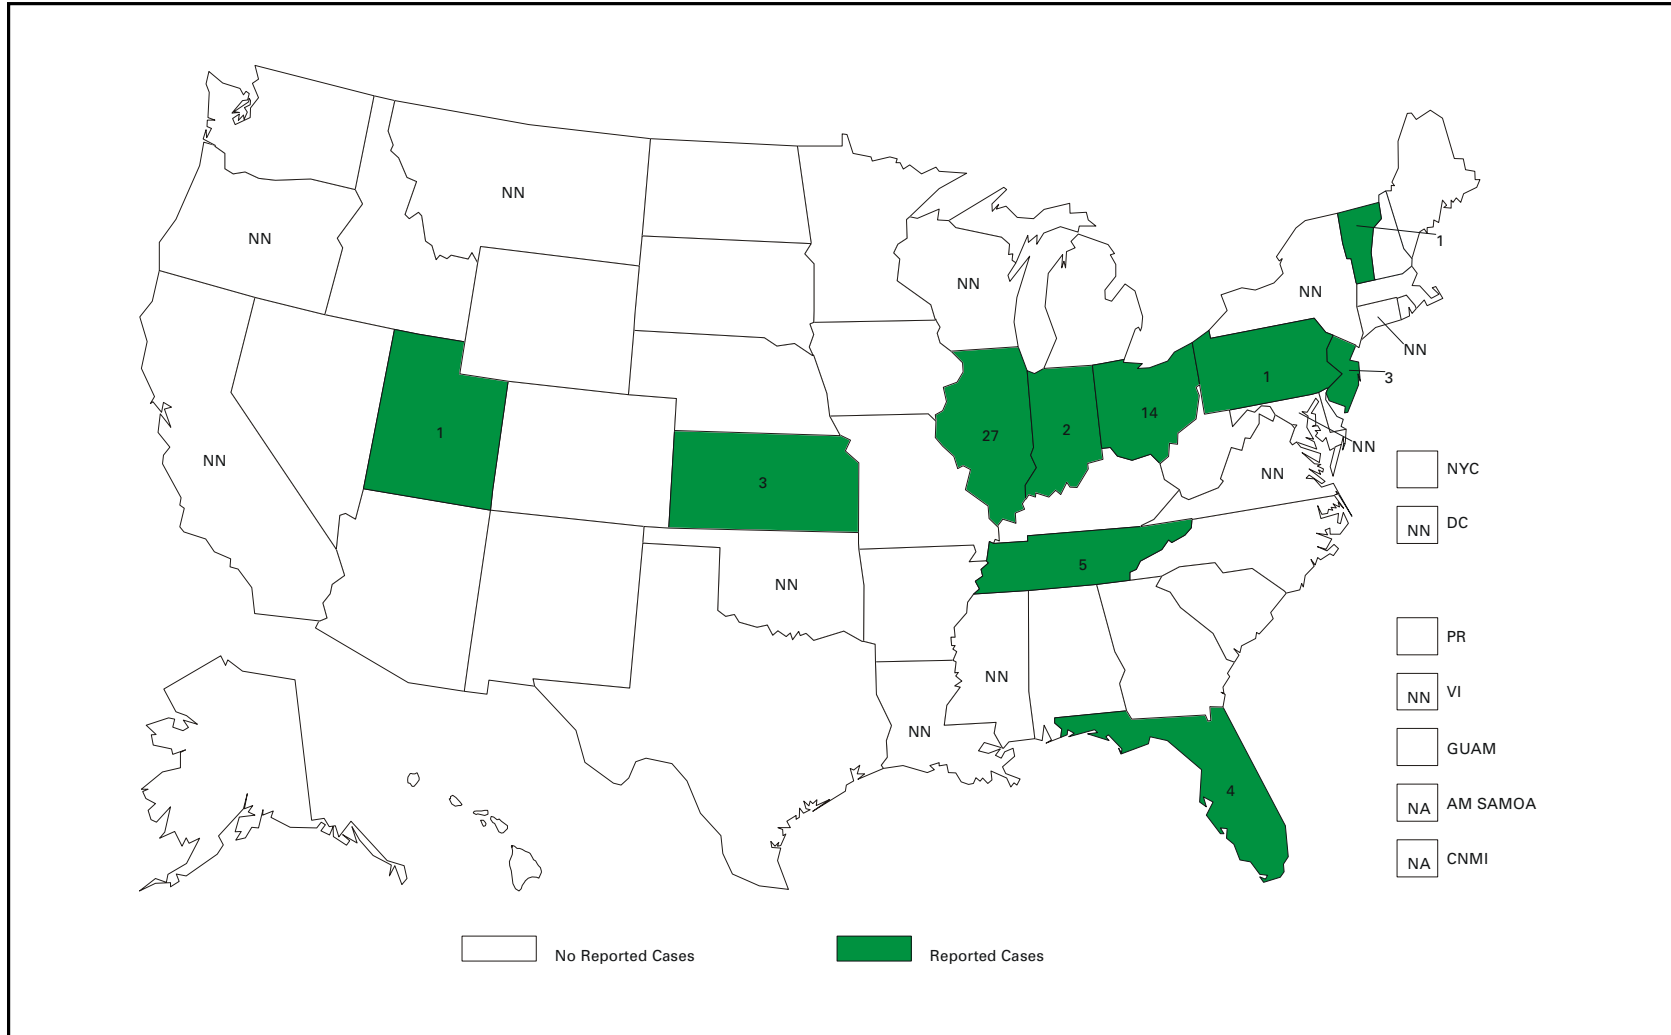 NN
NN
NN
NN
1
NN
3
1
NN
27
2
14
1
3
NN
NN
NN
5
NN
NN
NN
4
NYC
NN DC
PR
NN VI
GUAM
NA AM SAMOA
NA CNMI
No Reported Cases
Reported Cases